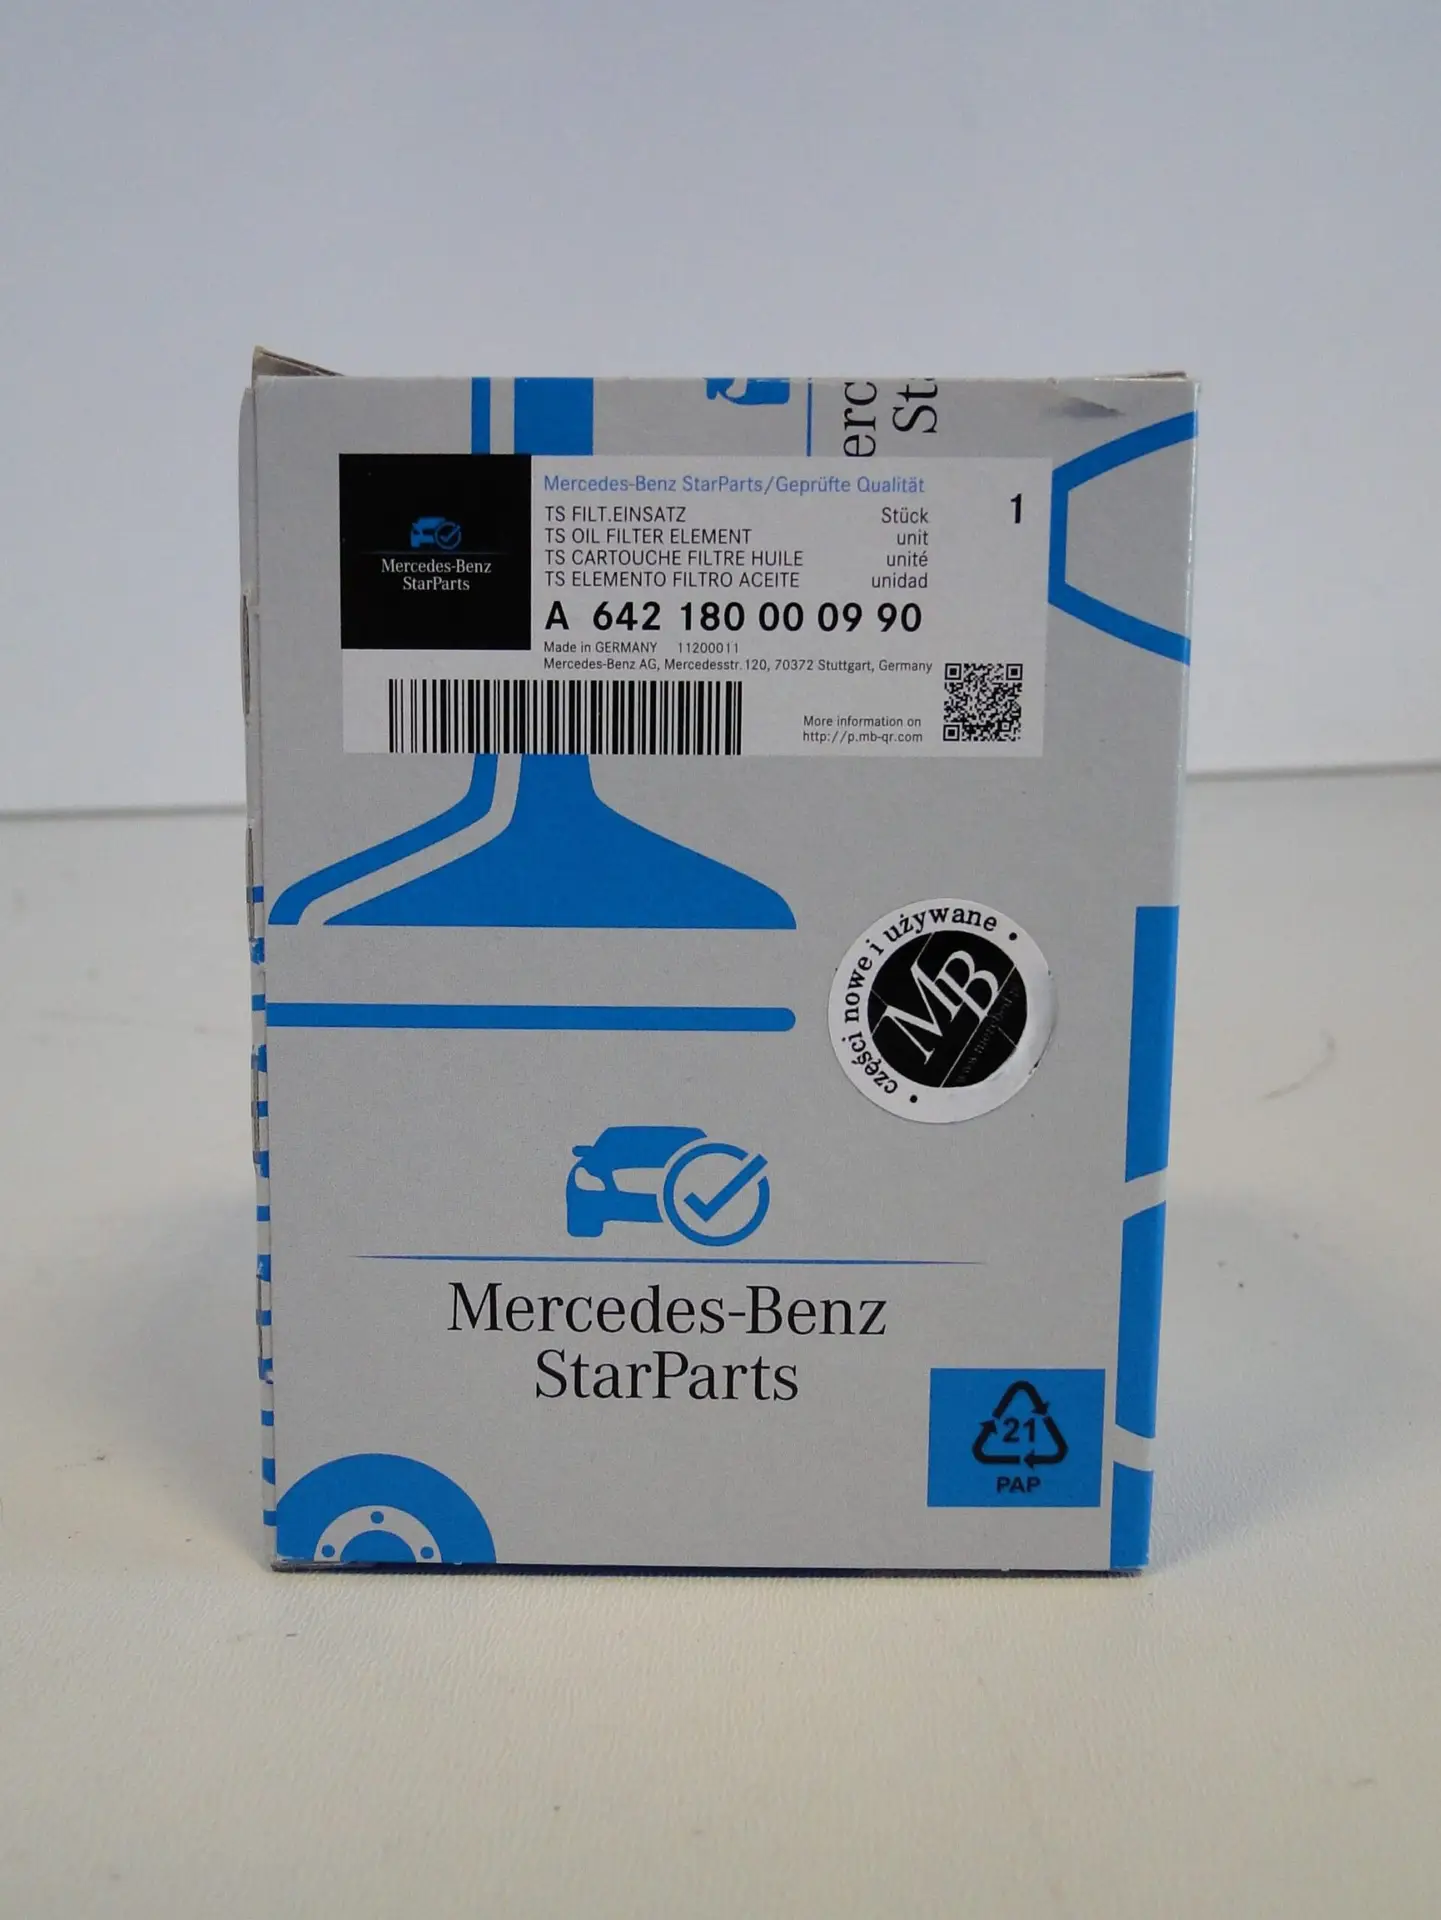 erc
St
Mercedes-Benz StarParts/Geprüfte Qualität
1
TS FILT.EINSATZ Stück
TS OIL FILTER ELEMENT unit
TS CARTOUCHE FILTRE HUILE unité
TS ELEMENTO FILTRO ACEITE unidad
A 642 180 00 09 90
Made in GERMANY 11200011
Mercedes-Benz AG, Mercedesstr. 120, 70372 Stuttgart, Germany
More information on
http://p.mb-qr.com
Mercedes-Benz
StarParts
• części nowe i używane •
MB
Mercedes-Benz
StarParts
21
PAP